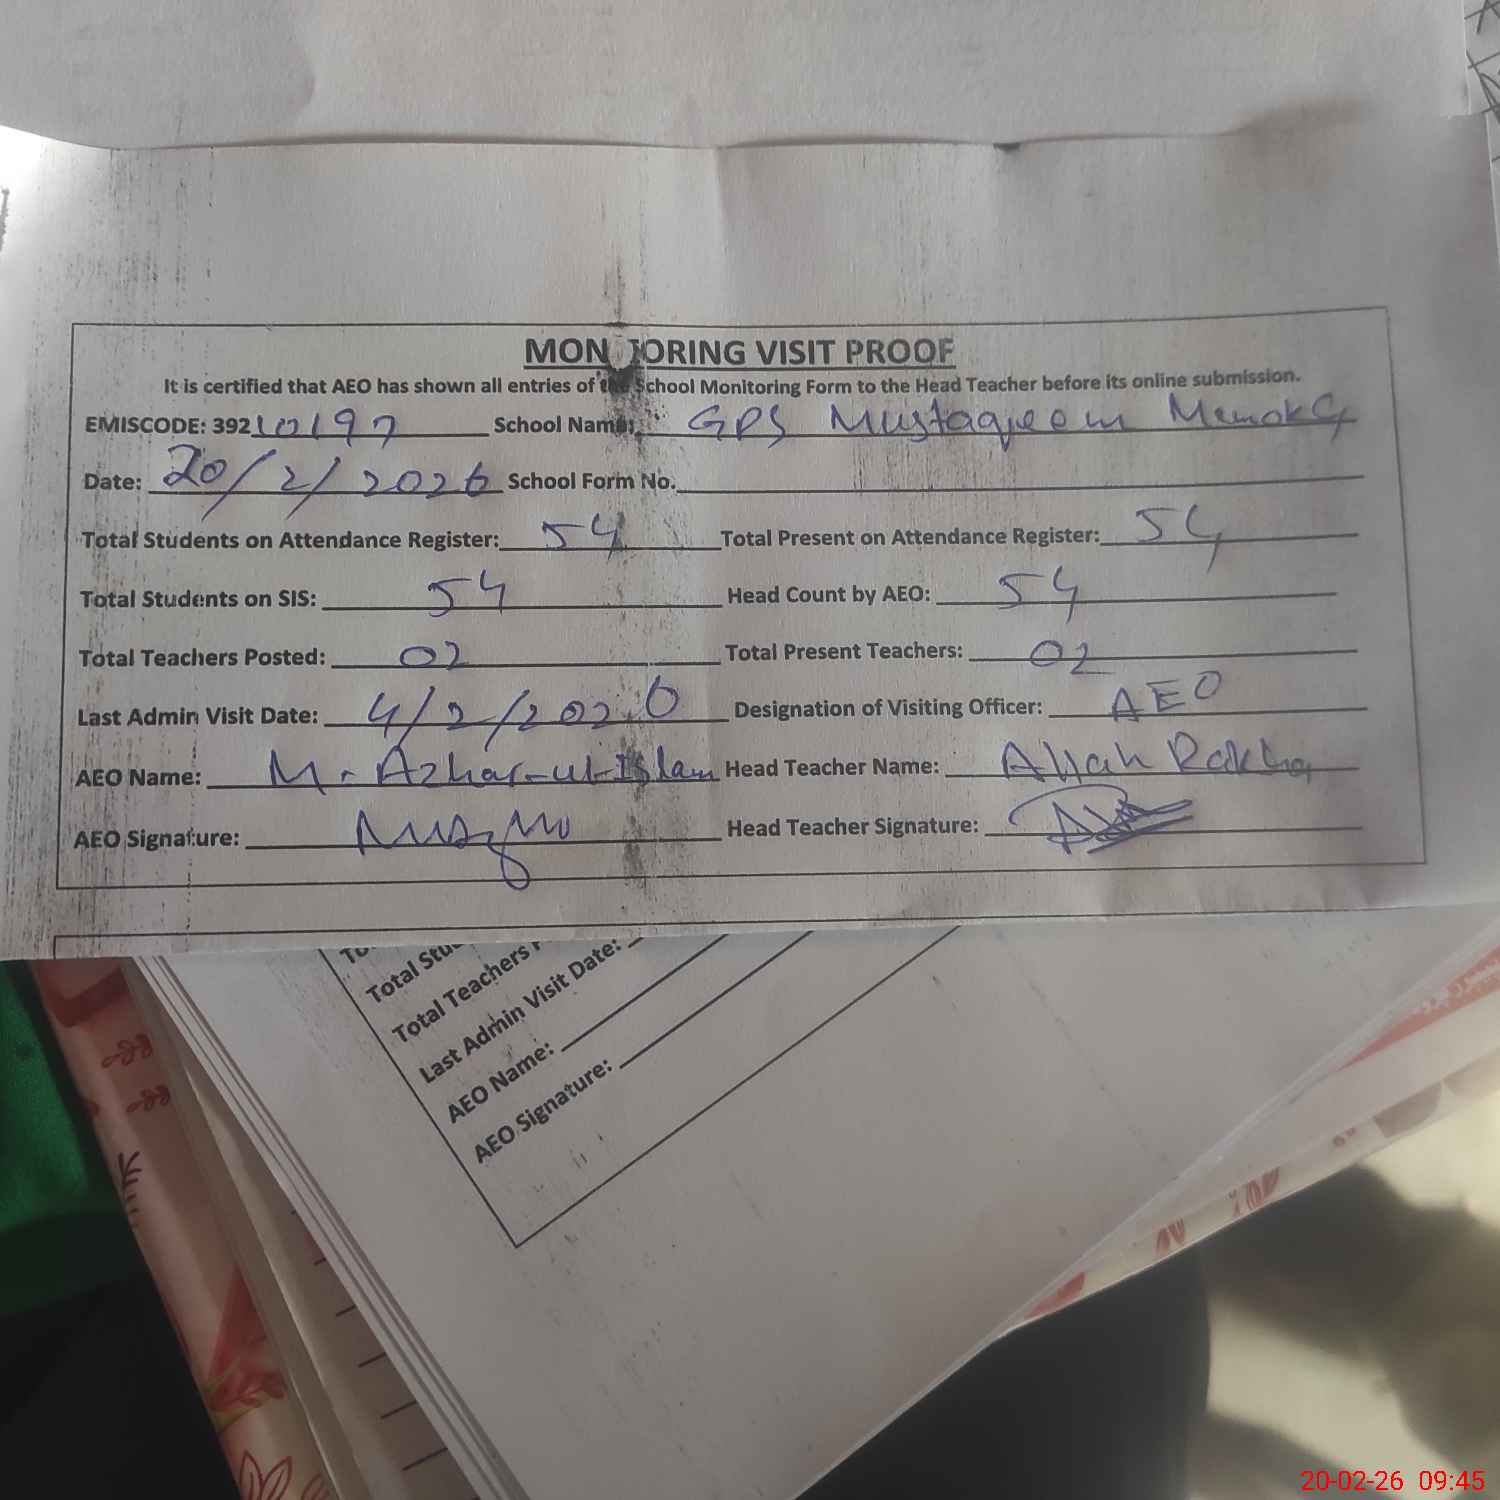 MONITORING VISIT PROOF
It is certified that AEO has shown all entries of the School Monitoring Form to the Head Teacher before its online submission.
EMISCODE: 39210197 School Name: GPS Mustaqeem
Date: 20/2/2026 School Form No.
Total Students on Attendance Register: 54 Total Present on Attendance Register: 54
Total Students on SIS: 54 Head Count by AEO: 54
Total Teachers Posted: 02 Total Present Teachers: 02
Last Admin Visit Date: 4/2/2026 Designation of Visiting Officer: AEO
AEO Name: M. Azhar-ul-Islam Head Teacher Name: Allah Rakha
AEO Signature: Head Teacher Signature:
Total Stu
Total Teachers
Last Admin Visit Date:
AEO Name:
AEO Signature:
20-02-26 09:45